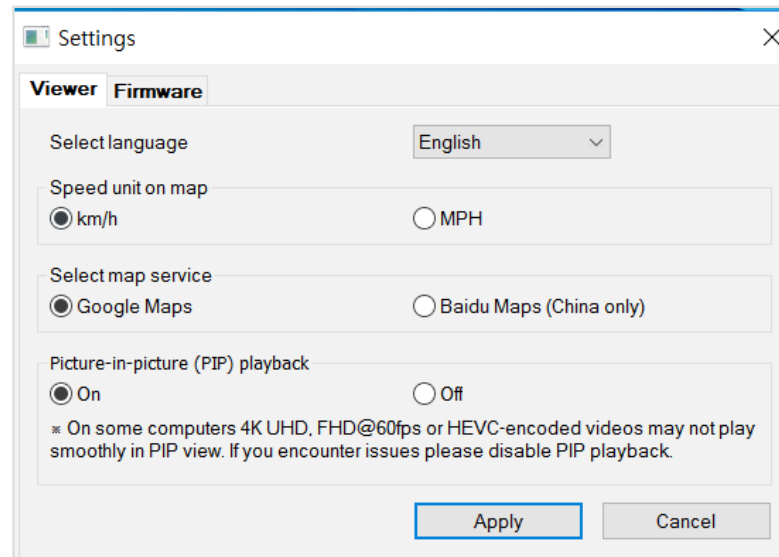 Settings
Viewer Firmware
Select language English
Speed unit on map
km/h MPH
Select map service
Google Maps Baidu Maps (China only)
Picture-in-picture (PIP) playback
On Off
※ On some computers 4K UHD, FHD@60fps or HEVC-encoded videos may not play
smoothly in PIP view. If you encounter issues please disable PIP playback.
Apply Cancel